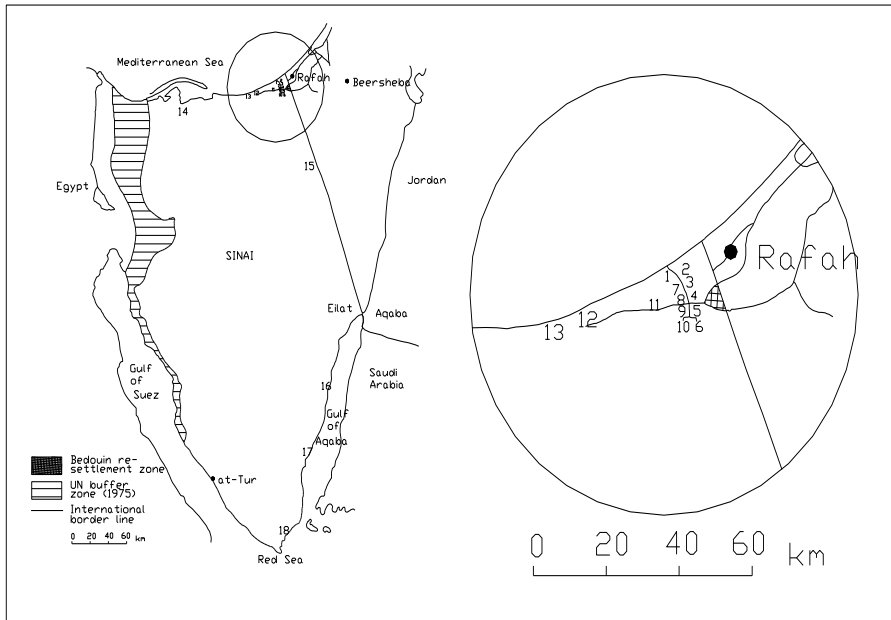 Mediterranean Sea
Rafah
Beersheba
13
14
15
Egypt
Jordan
SINAI
Eilat
Aqaba
Gulf
of
Suez
Saudi
Arabia
16
Gulf
of
Aqaba
17
at-Tur
18
Red Sea
Bedouin re-
settlement zone
UN buffer
zone (1975)
International
border line
0 20 40 60
km
Rafah
1
2
3
7
4
8
5
9
6
10
11
12
13
0 20 40 60
km